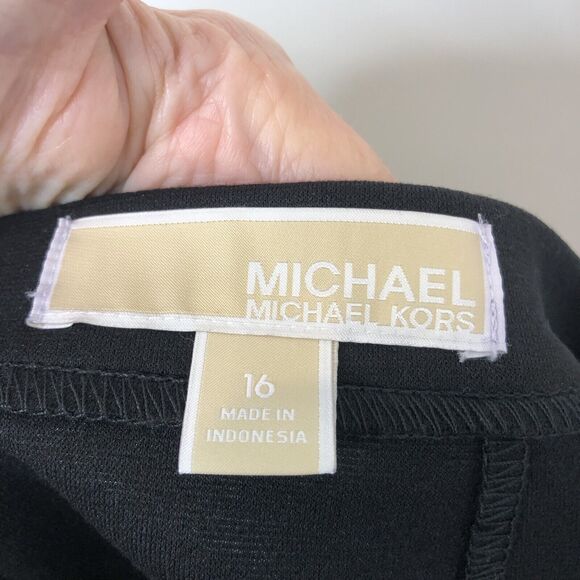 MICHAEL
MICHAEL KORS
16
MADE IN
INDONESIA